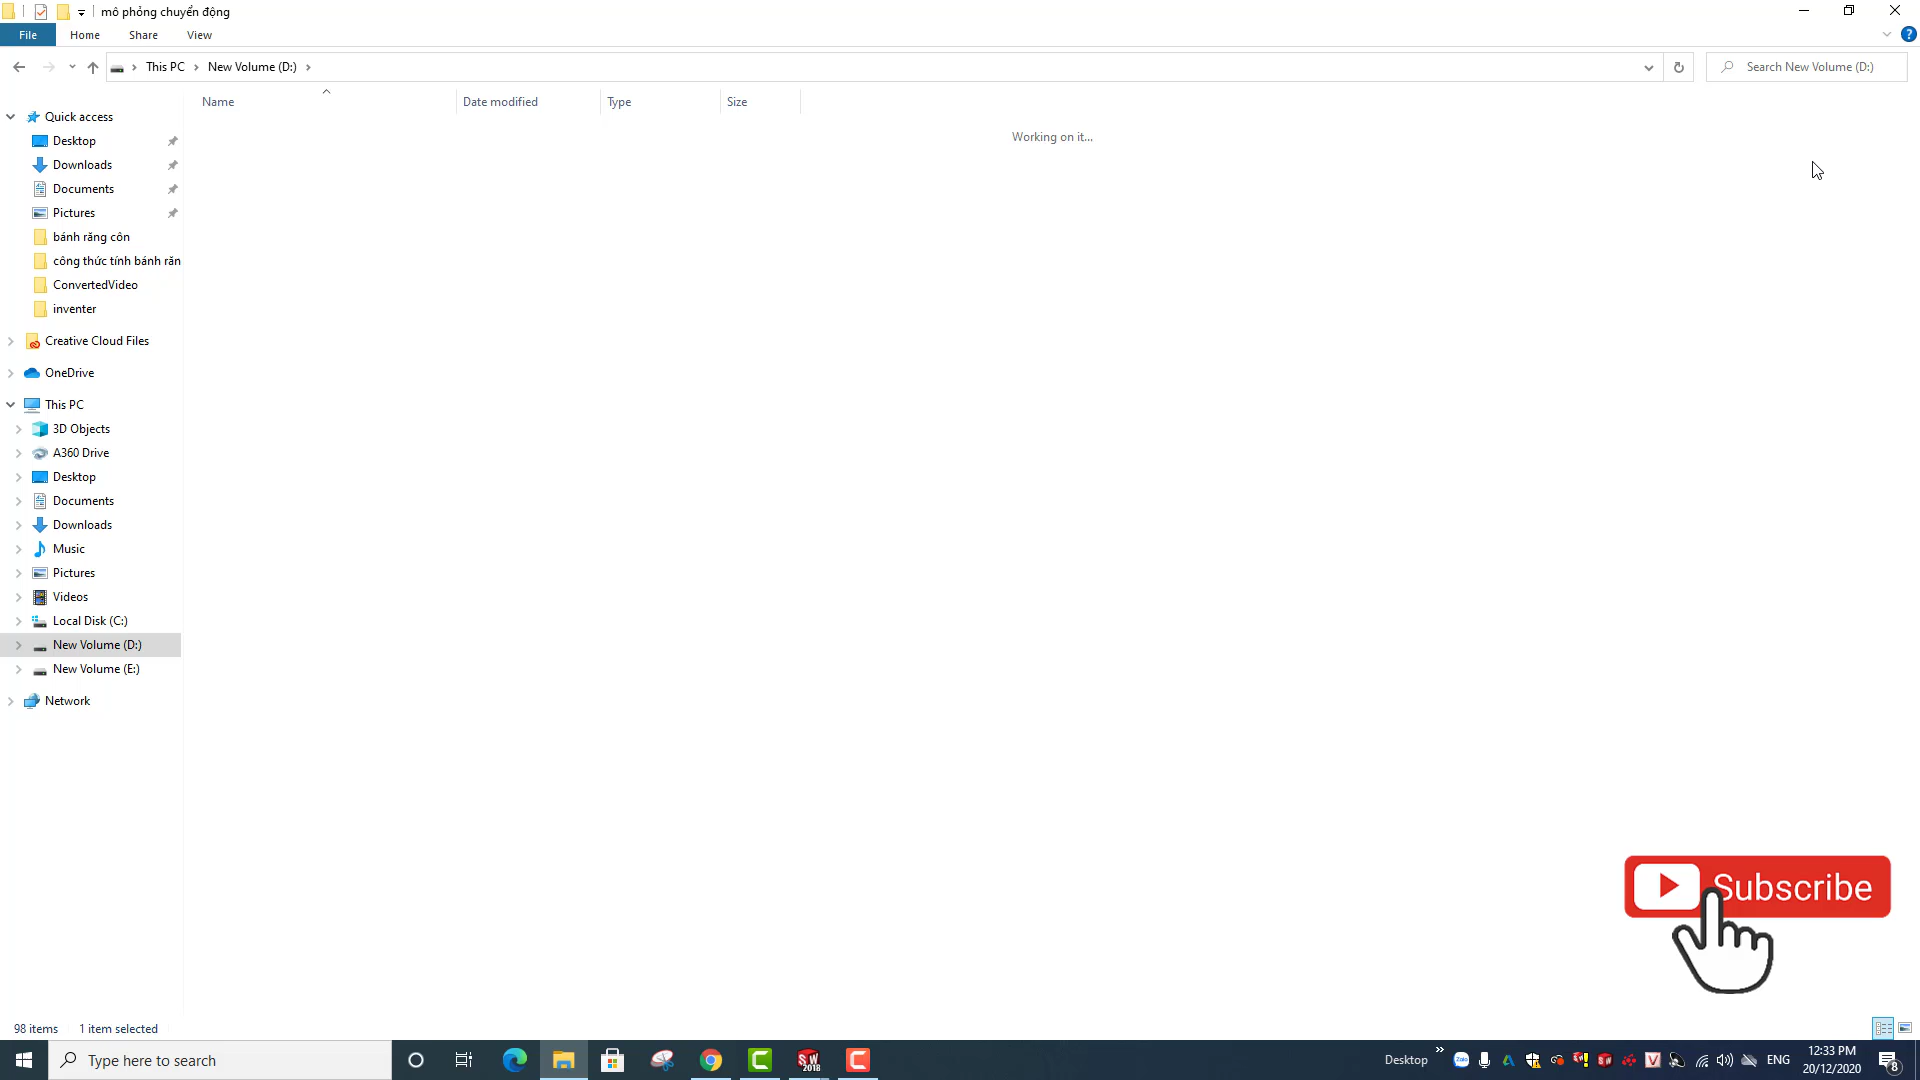 mô phỏng chuyển động
File Home Share View
This PC New Volume (D:) Search New Volume (D:)
Name Date modified Type Size
Working on it...
Quick access
Desktop
Downloads
Documents
Pictures
bánh răng côn
công thức tính bánh răn
ConvertedVideo
inventer
Creative Cloud Files
OneDrive
This PC
3D Objects
A360 Drive
Desktop
Documents
Downloads
Music
Pictures
Videos
Local Disk (C:)
New Volume (D:)
New Volume (E:)
Network
Subscribe
98 items 1 item selected
Type here to search
SW 2018
Desktop
Zalo
ENG
12:33 PM
20/12/2020
8